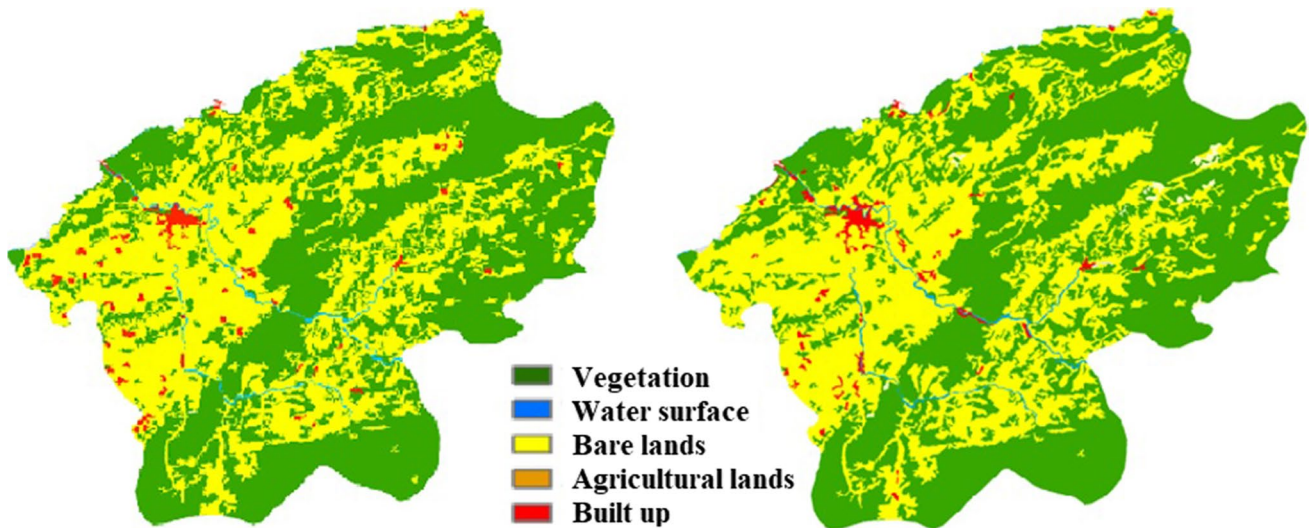 Vegetation
Water surface
Bare lands
Agricultural lands
Built up